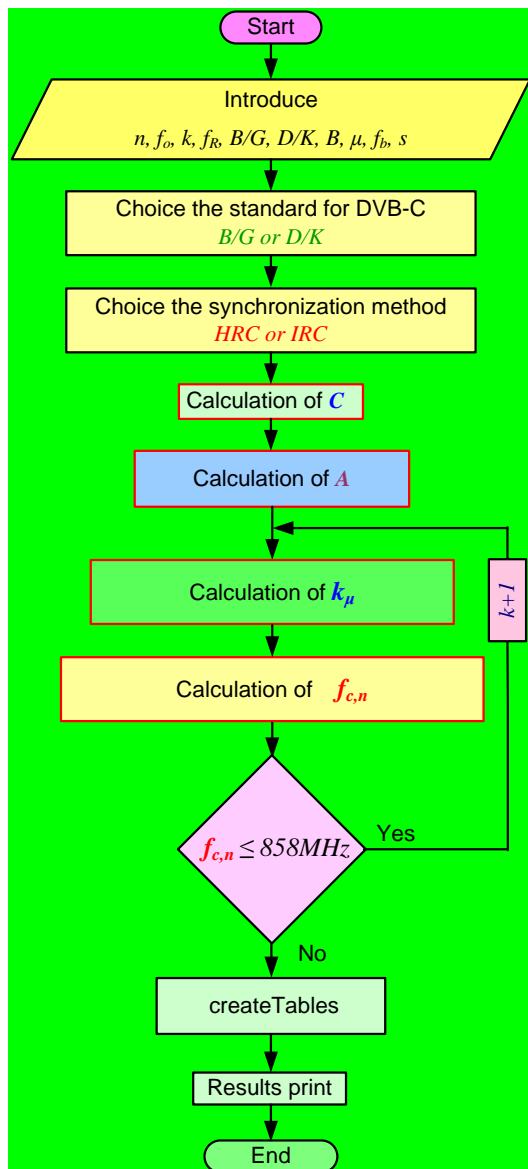 Start
Introduce
n, fo, k, fR, B/G, D/K, B, μ, fb, s
Choice the standard for DVB-C
B/G or D/K
Choice the synchronization method
HRC or IRC
Calculation of C
Calculation of A
k+1
Calculation of kμ
Calculation of fc,n
fc,n ≤ 858MHz
Yes
No
createTables
Results print
End